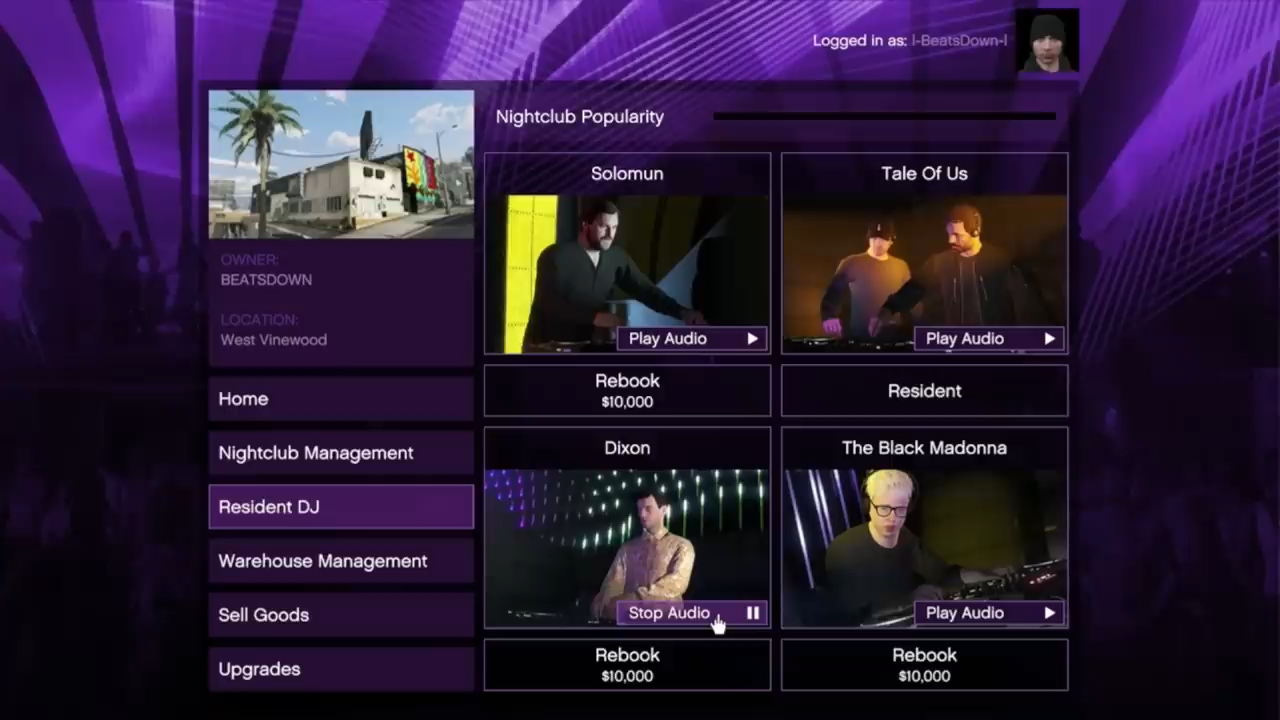 Logged in as: l-BeatsDown-l
Nightclub Popularity
OWNER:
BEATSDOWN
LOCATION:
West Vinewood
Home
Nightclub Management
Resident DJ
Warehouse Management
Sell Goods
Upgrades
Solomun
Play Audio
Rebook
$10,000
Tale Of Us
Play Audio
Resident
Dixon
Stop Audio
Rebook
$10,000
The Black Madonna
Play Audio
Rebook
$10,000